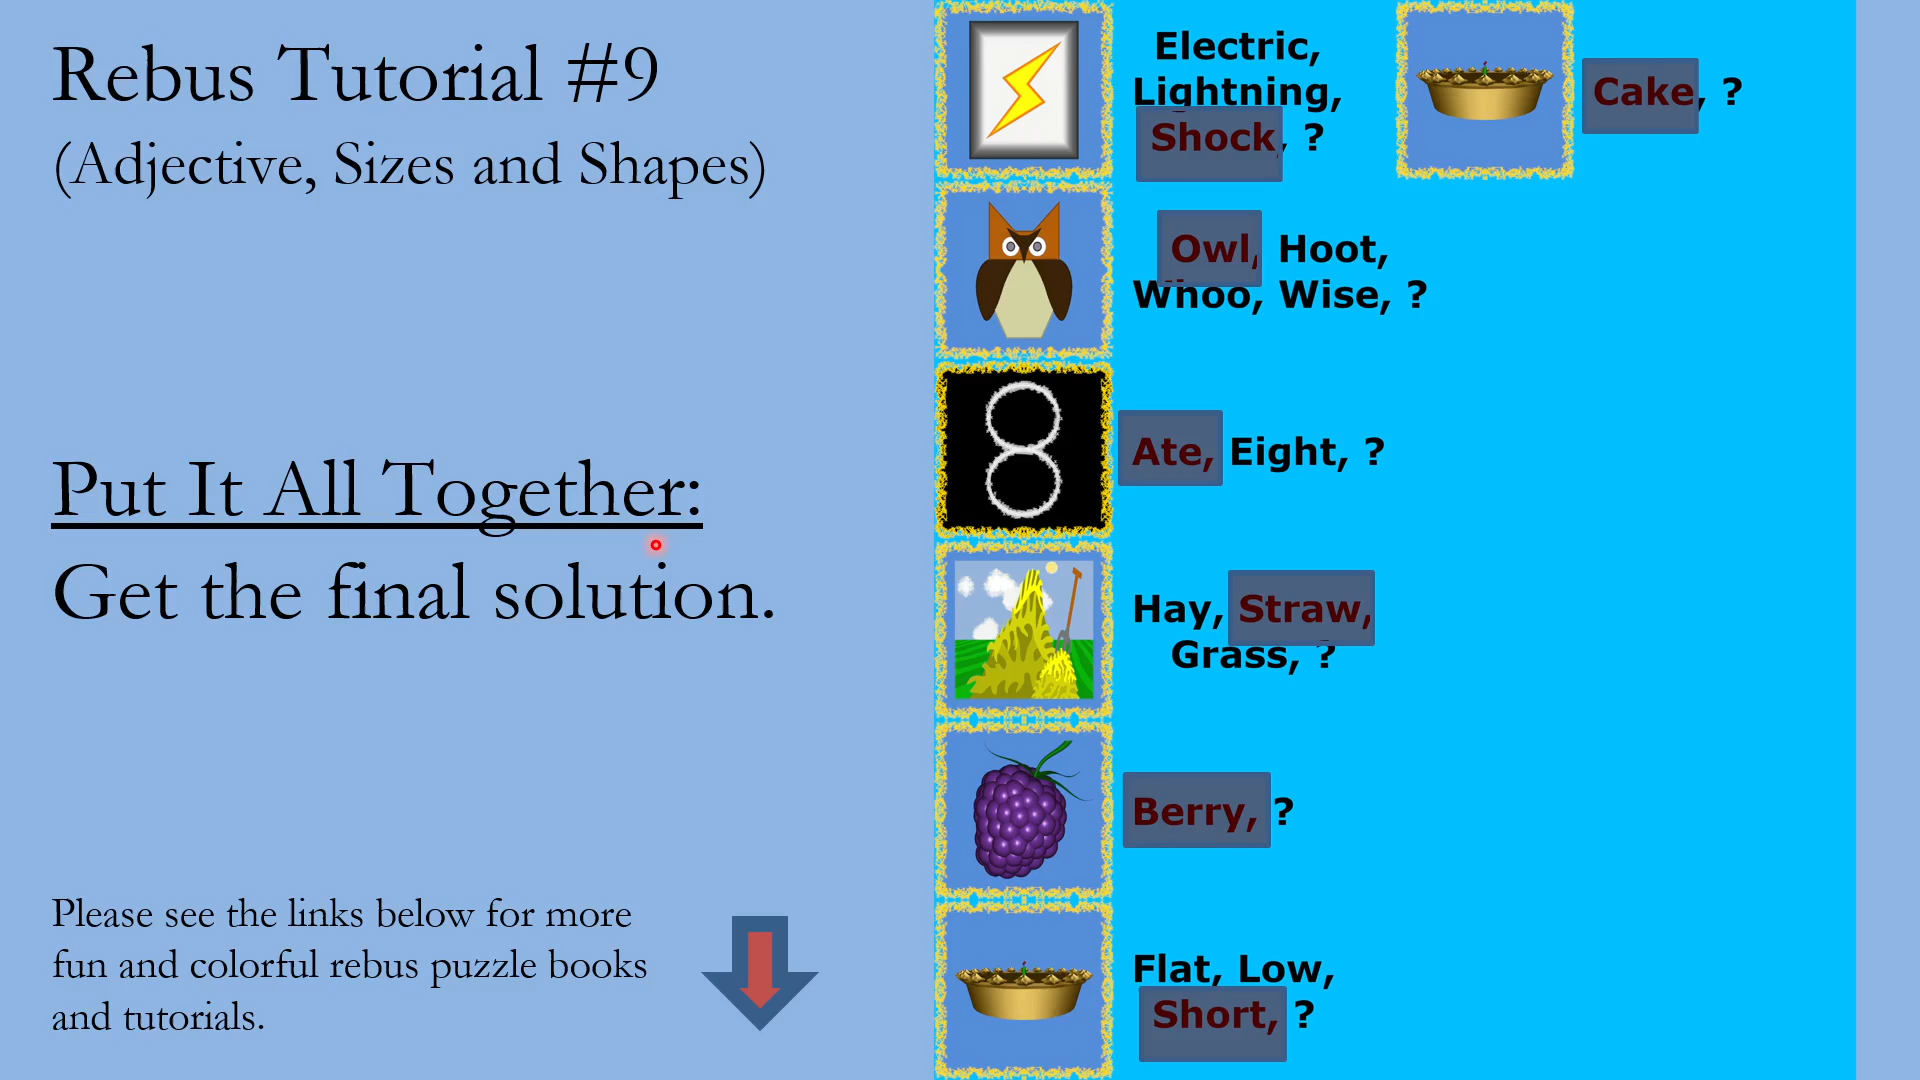 Rebus Tutorial #9
(Adjective, Sizes and Shapes)
Put It All Together:
Get the final solution.
Please see the links below for more
fun and colorful rebus puzzle books
and tutorials.
Electric,
Lightning,
Shock, ?
Cake, ?
Owl, Hoot,
Whoo, Wise, ?
8
Ate, Eight, ?
Hay, Straw,
Grass, ?
Berry, ?
Flat, Low,
Short, ?